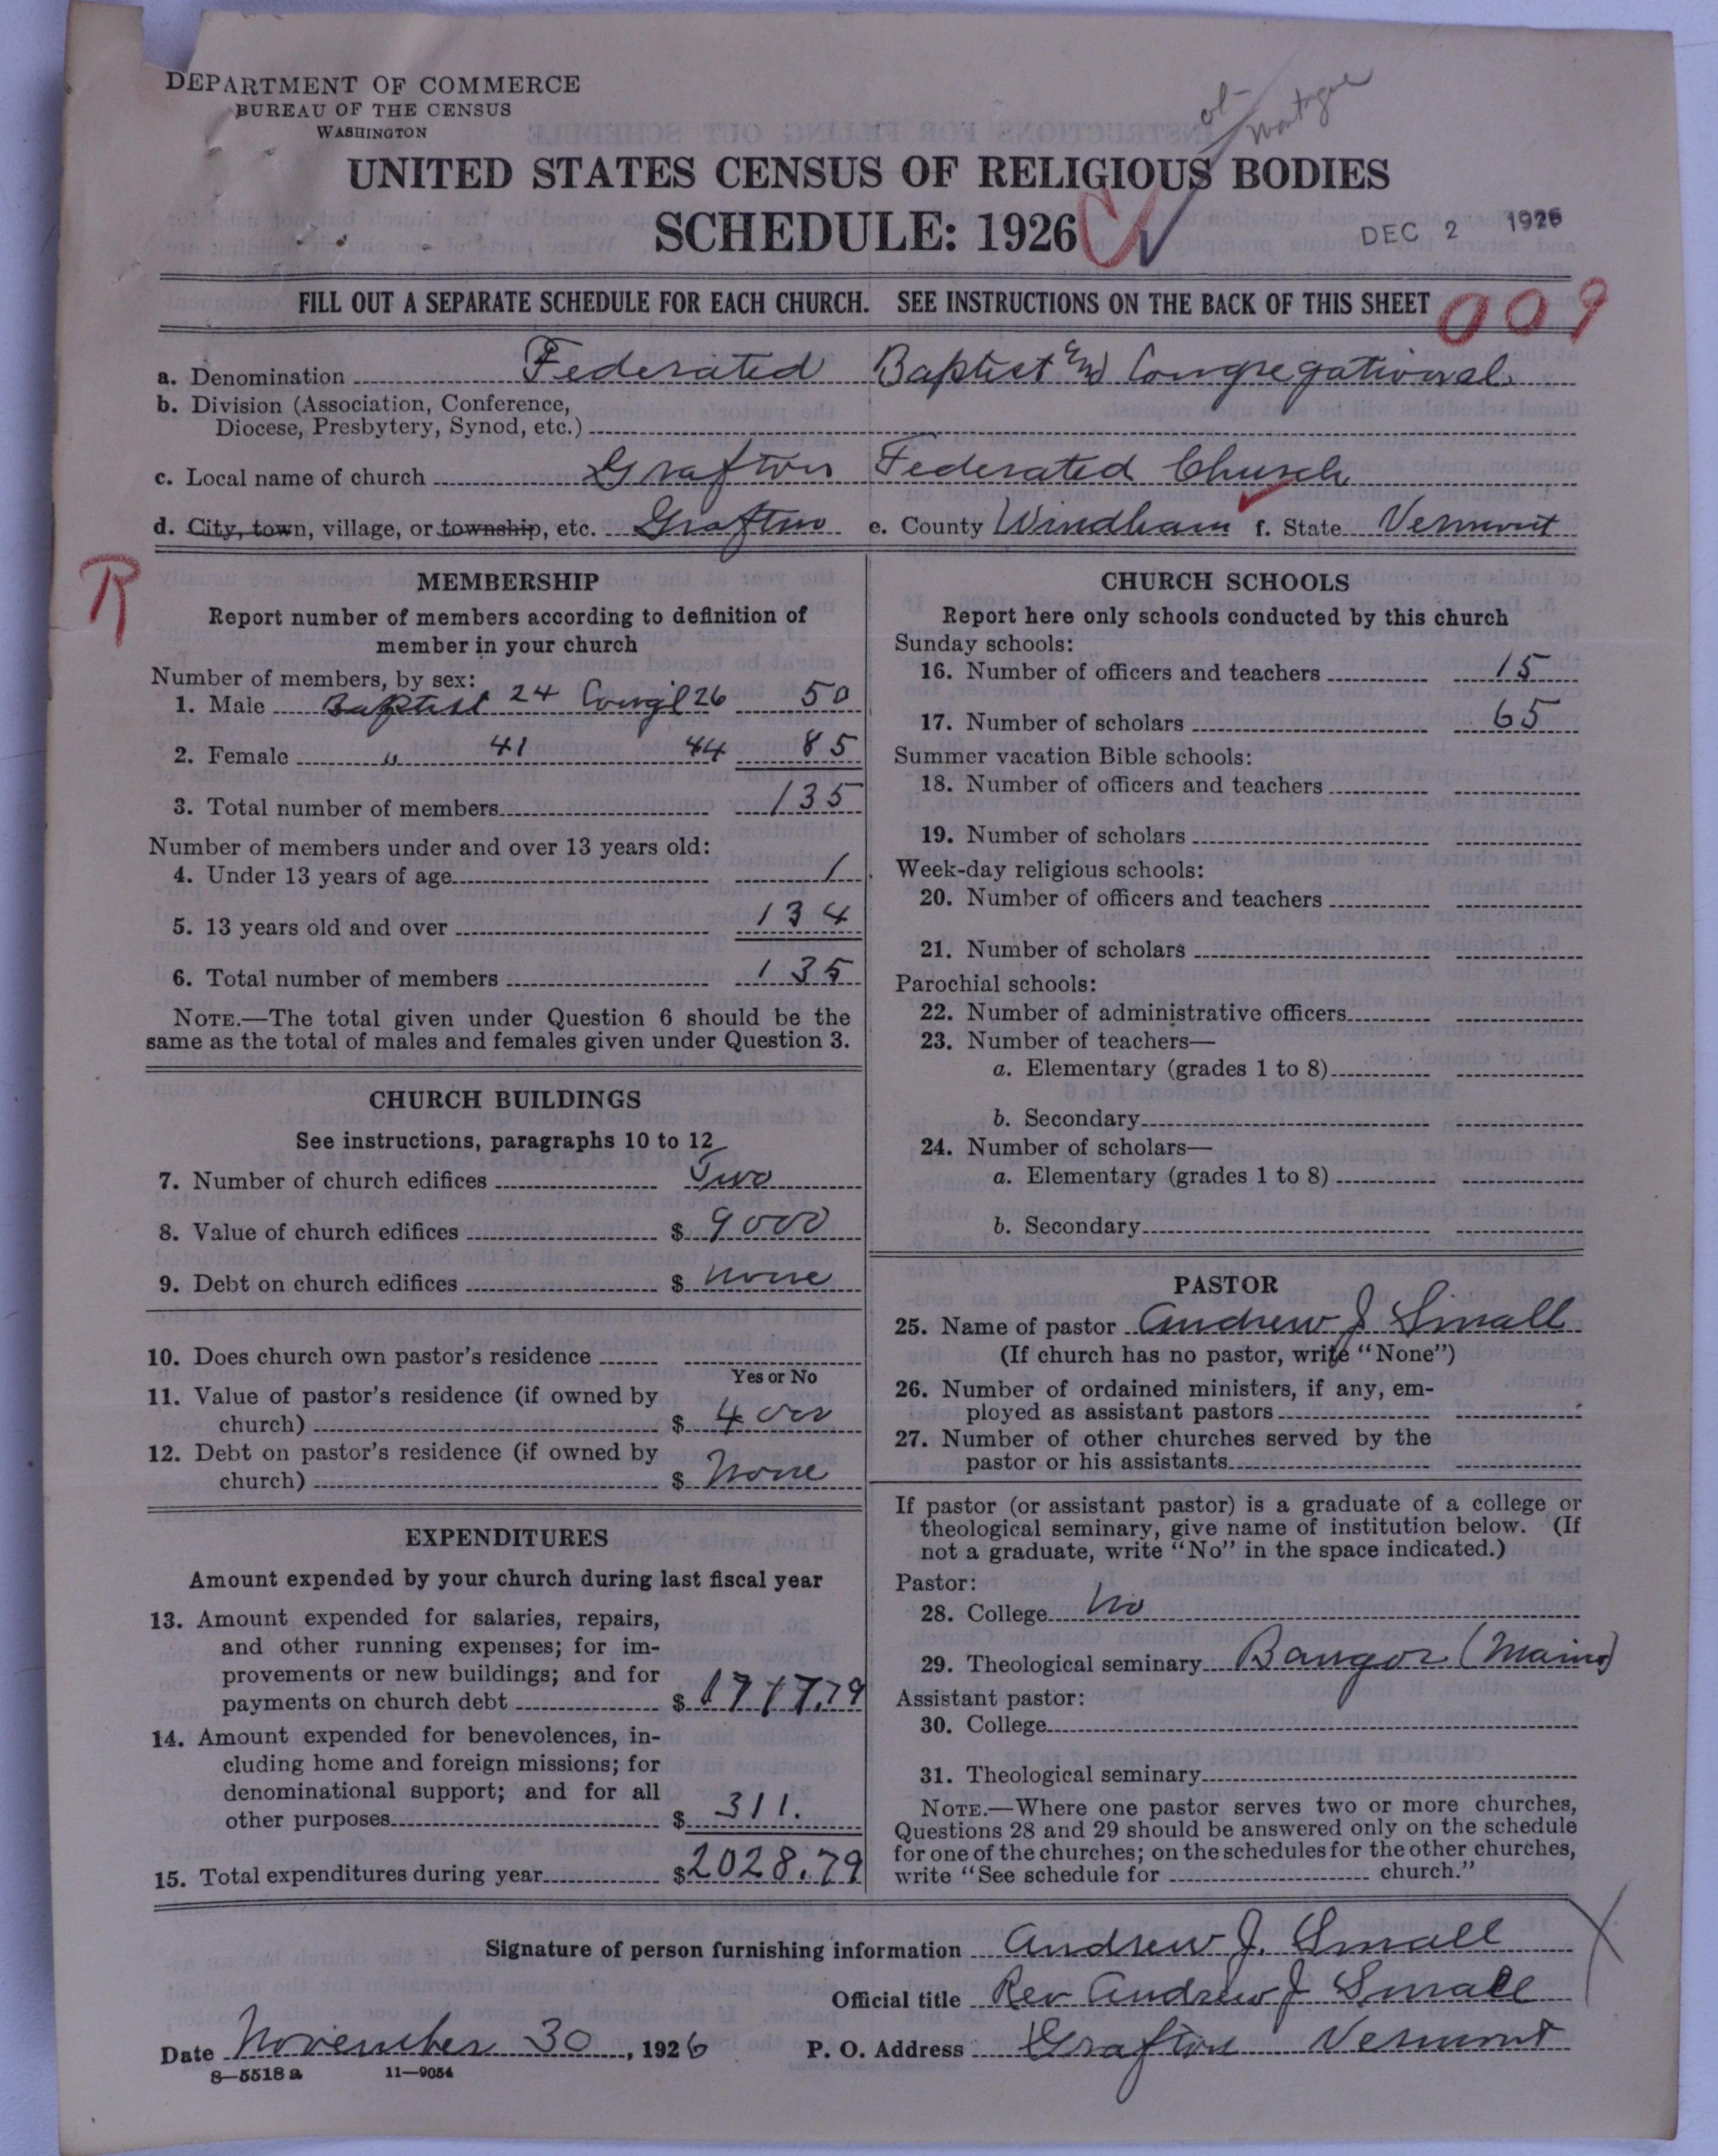 DEPARTMENT OF COMMERCE
BUREAU OF THE CENSUS
WASHINGTON
UNITED STATES CENSUS OF RELIGIOUS BODIES
SCHEDULE: 1926
DEC 2 1926
FILL OUT A SEPARATE SCHEDULE FOR EACH CHURCH. SEE INSTRUCTIONS ON THE BACK OF THIS SHEET
009
a. Denomination Federated Baptist and Congregational
b. Division (Association, Conference,
Diocese, Presbytery, Synod, etc.)
c. Local name of church Grafton Federated Church
d. City, town, village, or township, etc. Grafton e. County Windham f. State Vermont
R
MEMBERSHIP
Report number of members according to definition of
member in your church
Number of members, by sex:
1. Male Baptist 24 Congl 26 50
2. Female " 41 44 85
3. Total number of members 135
Number of members under and over 13 years old:
4. Under 13 years of age 1
5. 13 years old and over 134
6. Total number of members 135
NOTE.—The total given under Question 6 should be the
same as the total of males and females given under Question 3.
CHURCH BUILDINGS
See instructions, paragraphs 10 to 12
7. Number of church edifices Two
8. Value of church edifices $ 9000
9. Debt on church edifices $ none
10. Does church own pastor's residence
Yes or No
11. Value of pastor's residence (if owned by
church) $ 4000
12. Debt on pastor's residence (if owned by
church) $ None
EXPENDITURES
Amount expended by your church during last fiscal year
13. Amount expended for salaries, repairs,
and other running expenses; for im-
provements or new buildings; and for
payments on church debt $ 1717.79
14. Amount expended for benevolences, in-
cluding home and foreign missions; for
denominational support; and for all
other purposes $ 311.
15. Total expenditures during year $ 2028.79
CHURCH SCHOOLS
Report here only schools conducted by this church
Sunday schools:
16. Number of officers and teachers 15
17. Number of scholars 65
Summer vacation Bible schools:
18. Number of officers and teachers
19. Number of scholars
Week-day religious schools:
20. Number of officers and teachers
21. Number of scholars
Parochial schools:
22. Number of administrative officers
23. Number of teachers—
a. Elementary (grades 1 to 8)
b. Secondary
24. Number of scholars—
a. Elementary (grades 1 to 8)
b. Secondary
PASTOR
25. Name of pastor Andrew J Small
(If church has no pastor, write "None")
26. Number of ordained ministers, if any, em-
ployed as assistant pastors
27. Number of other churches served by the
pastor or his assistants
If pastor (or assistant pastor) is a graduate of a college or
theological seminary, give name of institution below. (If
not a graduate, write "No" in the space indicated.)
Pastor:
28. College No
29. Theological seminary Bangor (Maine)
Assistant pastor:
30. College
31. Theological seminary
NOTE.—Where one pastor serves two or more churches,
Questions 28 and 29 should be answered only on the schedule
for one of the churches; on the schedules for the other churches,
write "See schedule for church."
Signature of person furnishing information Andrew J. Small
Official title Rev Andrew J Small
Date November 30, 1926 P. O. Address Grafton Vermont
8—5518 a 11—9054